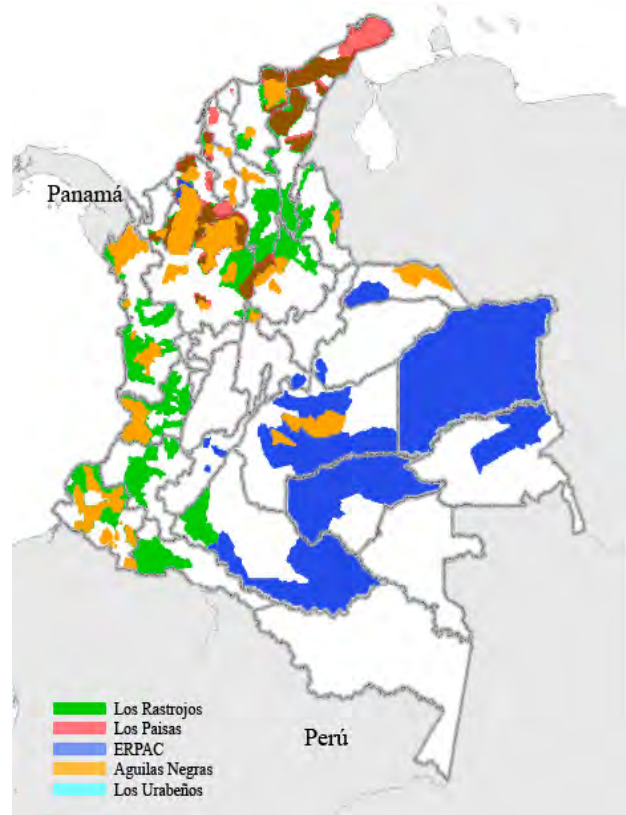 Panamá
Perú
Los Rastrojos
Los Paisas
ERPAC
Aguilas Negras
Los Urabeños